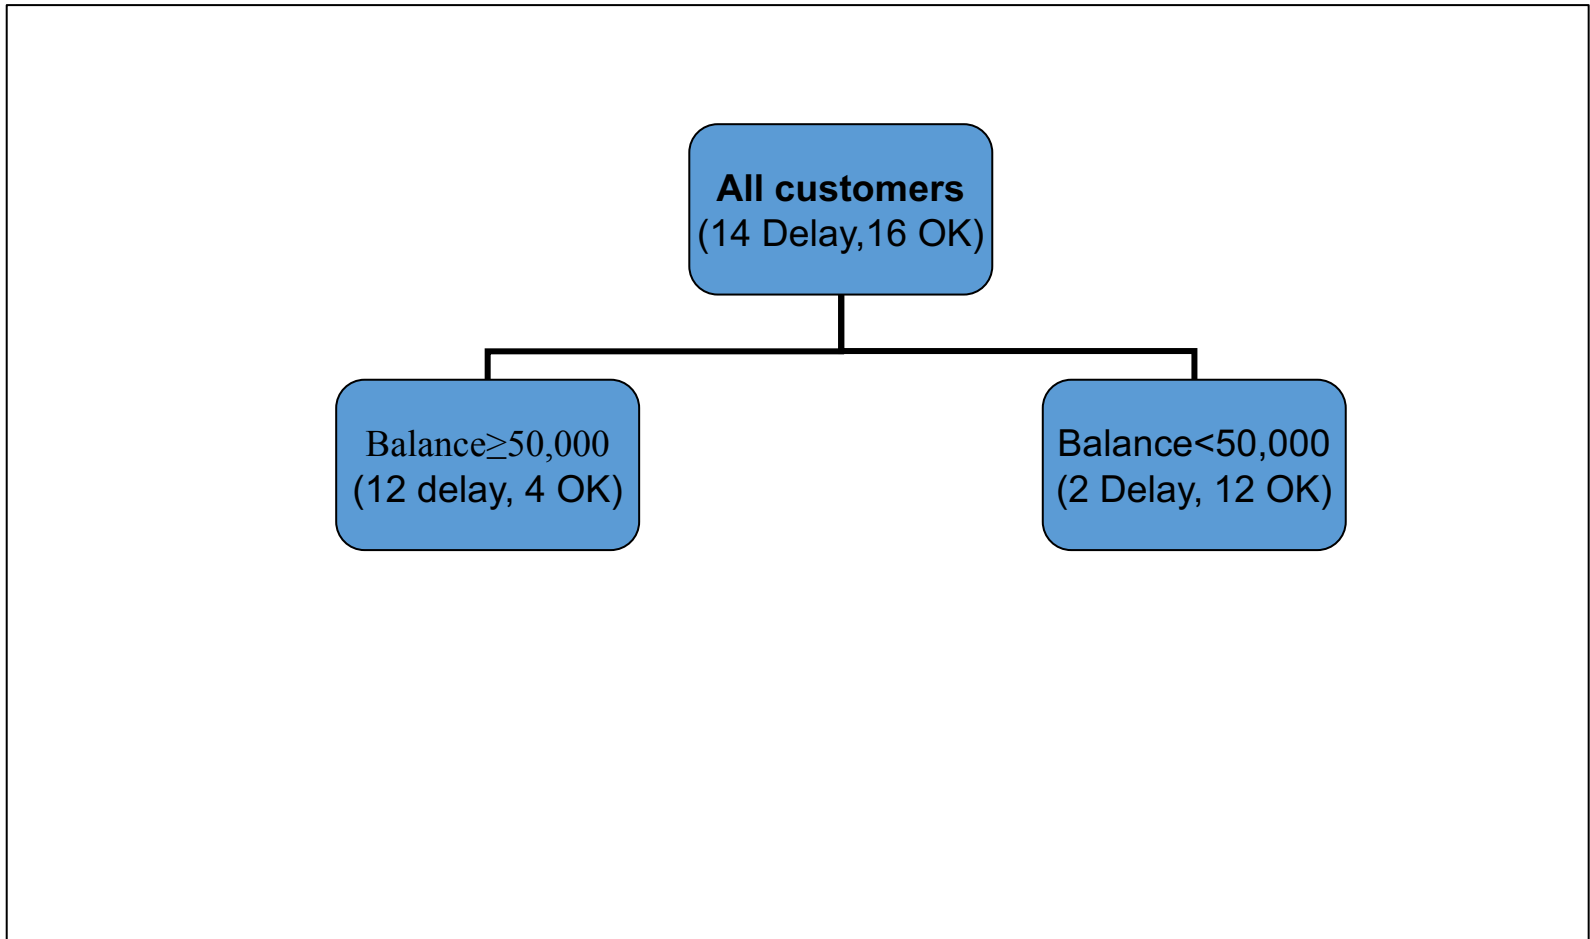 All customers
(14 Delay,16 OK)
Balance≥50,000
(12 delay, 4 OK)
Balance<50,000
(2 Delay, 12 OK)